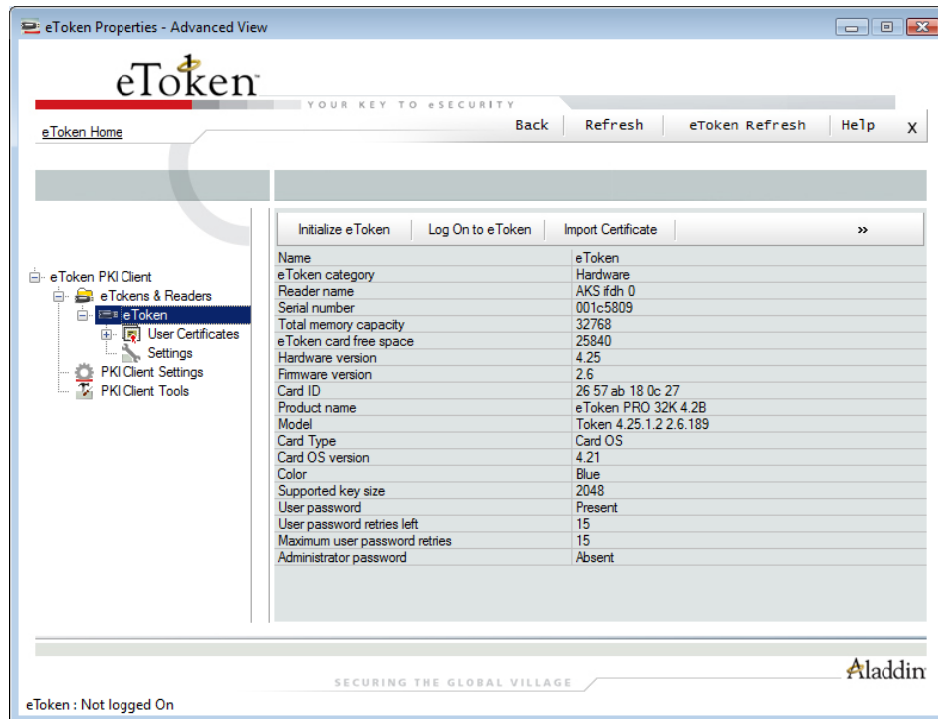 eToken Properties - Advanced View
eToken™
YOUR KEY TO eSECURITY
eToken Home
Back Refresh eToken Refresh Help X
Initialize eToken Log On to eToken Import Certificate »
eToken PKI Client
eTokens & Readers
eToken
User Certificates
Settings
PKI Client Settings
PKI Client Tools
Name eToken
eToken category Hardware
Reader name AKS ifdh 0
Serial number 001c5809
Total memory capacity 32768
eToken card free space 25840
Hardware version 4.25
Firmware version 2.6
Card ID 26 57 ab 18 0c 27
Product name eToken PRO 32K 4.2B
Model Token 4.25.1.2 2.6.189
Card Type Card OS
Card OS version 4.21
Color Blue
Supported key size 2048
User password Present
User password retries left 15
Maximum user password retries 15
Administrator password Absent
SECURING THE GLOBAL VILLAGE
Aladdin
eToken : Not logged On